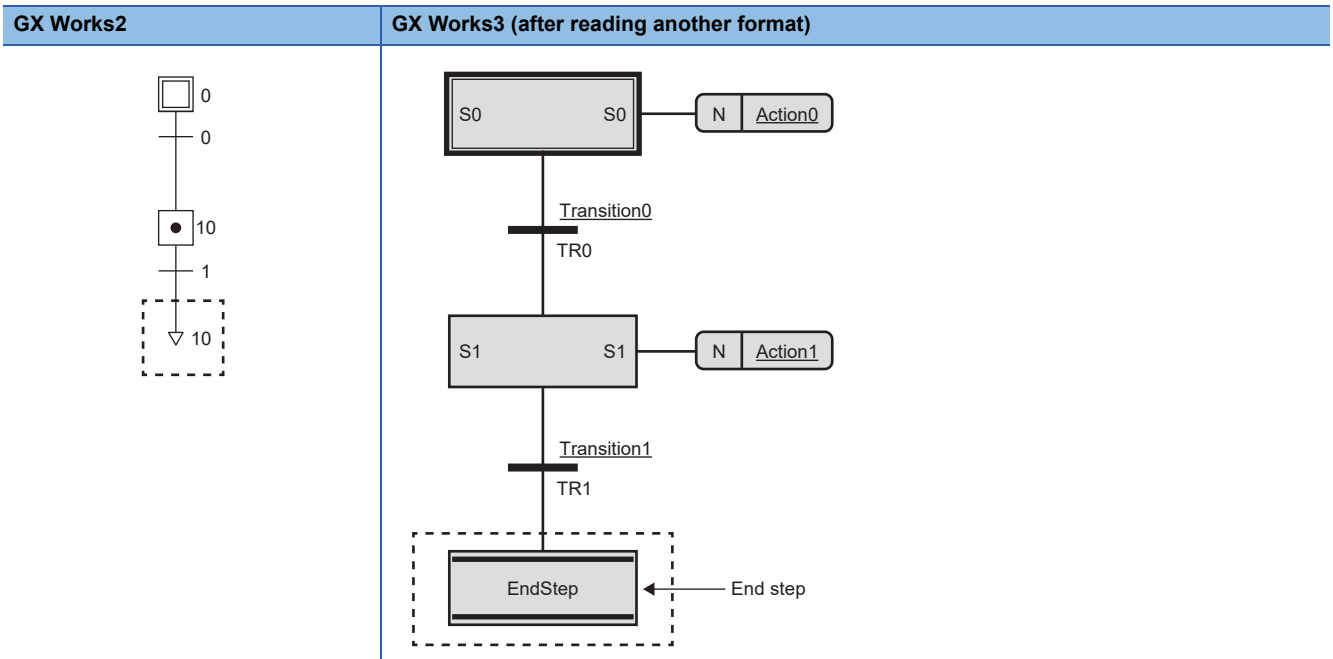 GX Works2
GX Works3 (after reading another format)
0
0
10
1
10
S0 S0 N Action0
Transition0
TR0
S1 S1 N Action1
Transition1
TR1
EndStep End step